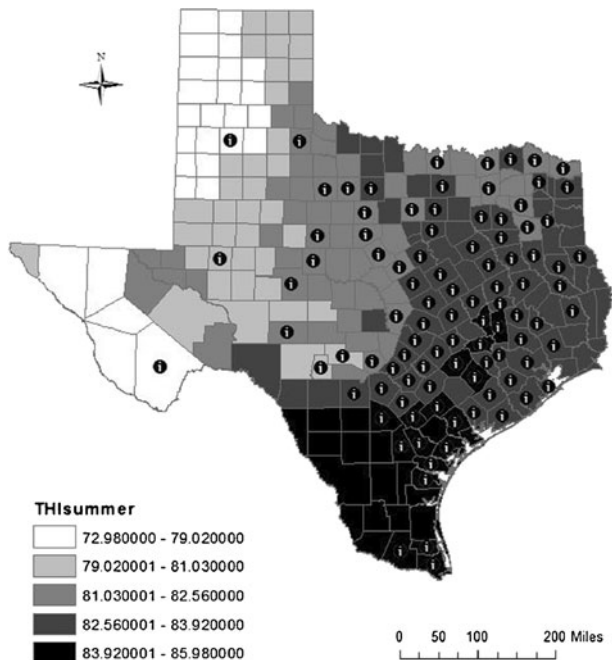 N
THIsummer
72.980000 - 79.020000
79.020001 - 81.030000
81.030001 - 82.560000
82.560001 - 83.920000
83.920001 - 85.980000
0 50 100 200 Miles